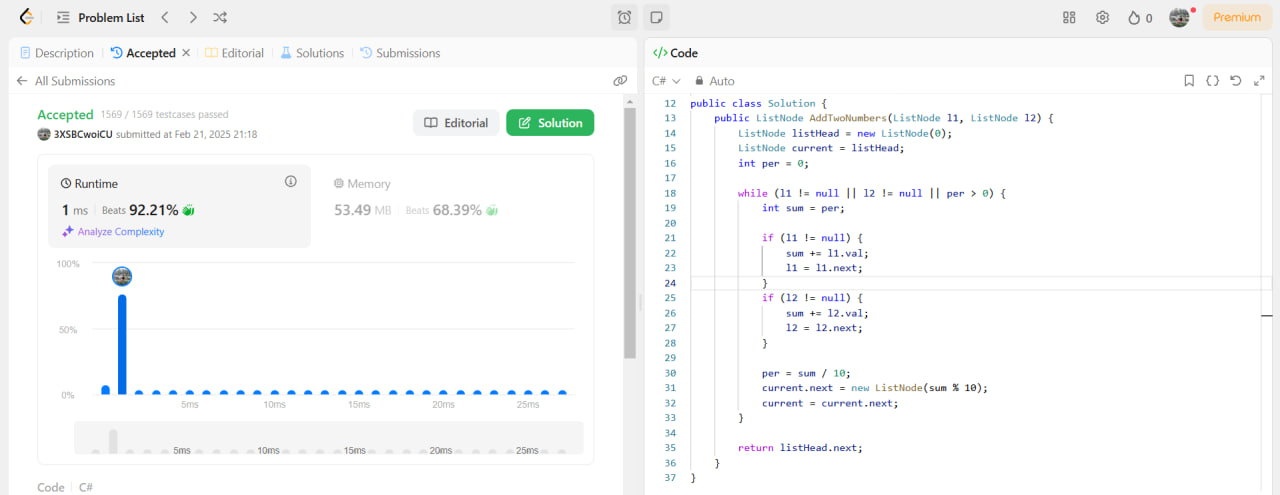 Problem List
0
Premium
Description
Accepted
Editorial
Solutions
Submissions
All Submissions
Accepted 1569 / 1569 testcases passed
3XSBCwoiCU submitted at Feb 21, 2025 21:18
Editorial
Solution
Runtime
1 ms Beats 92.21%
Analyze Complexity
Memory
53.49 MB Beats 68.39%
100%
50%
0%
5ms 10ms 15ms 20ms 25ms
5ms 10ms 15ms 20ms 25ms
Code C#
</> Code
C# Auto
12 public class Solution {
13 public ListNode AddTwoNumbers(ListNode l1, ListNode l2) {
14 ListNode listHead = new ListNode(0);
15 ListNode current = listHead;
16 int per = 0;
17
18 while (l1 != null || l2 != null || per > 0) {
19 int sum = per;
20
21 if (l1 != null) {
22 sum += l1.val;
23 l1 = l1.next;
24 }
25 if (l2 != null) {
26 sum += l2.val;
27 l2 = l2.next;
28 }
29
30 per = sum / 10;
31 current.next = new ListNode(sum % 10);
32 current = current.next;
33 }
34
35 return listHead.next;
36 }
37 }